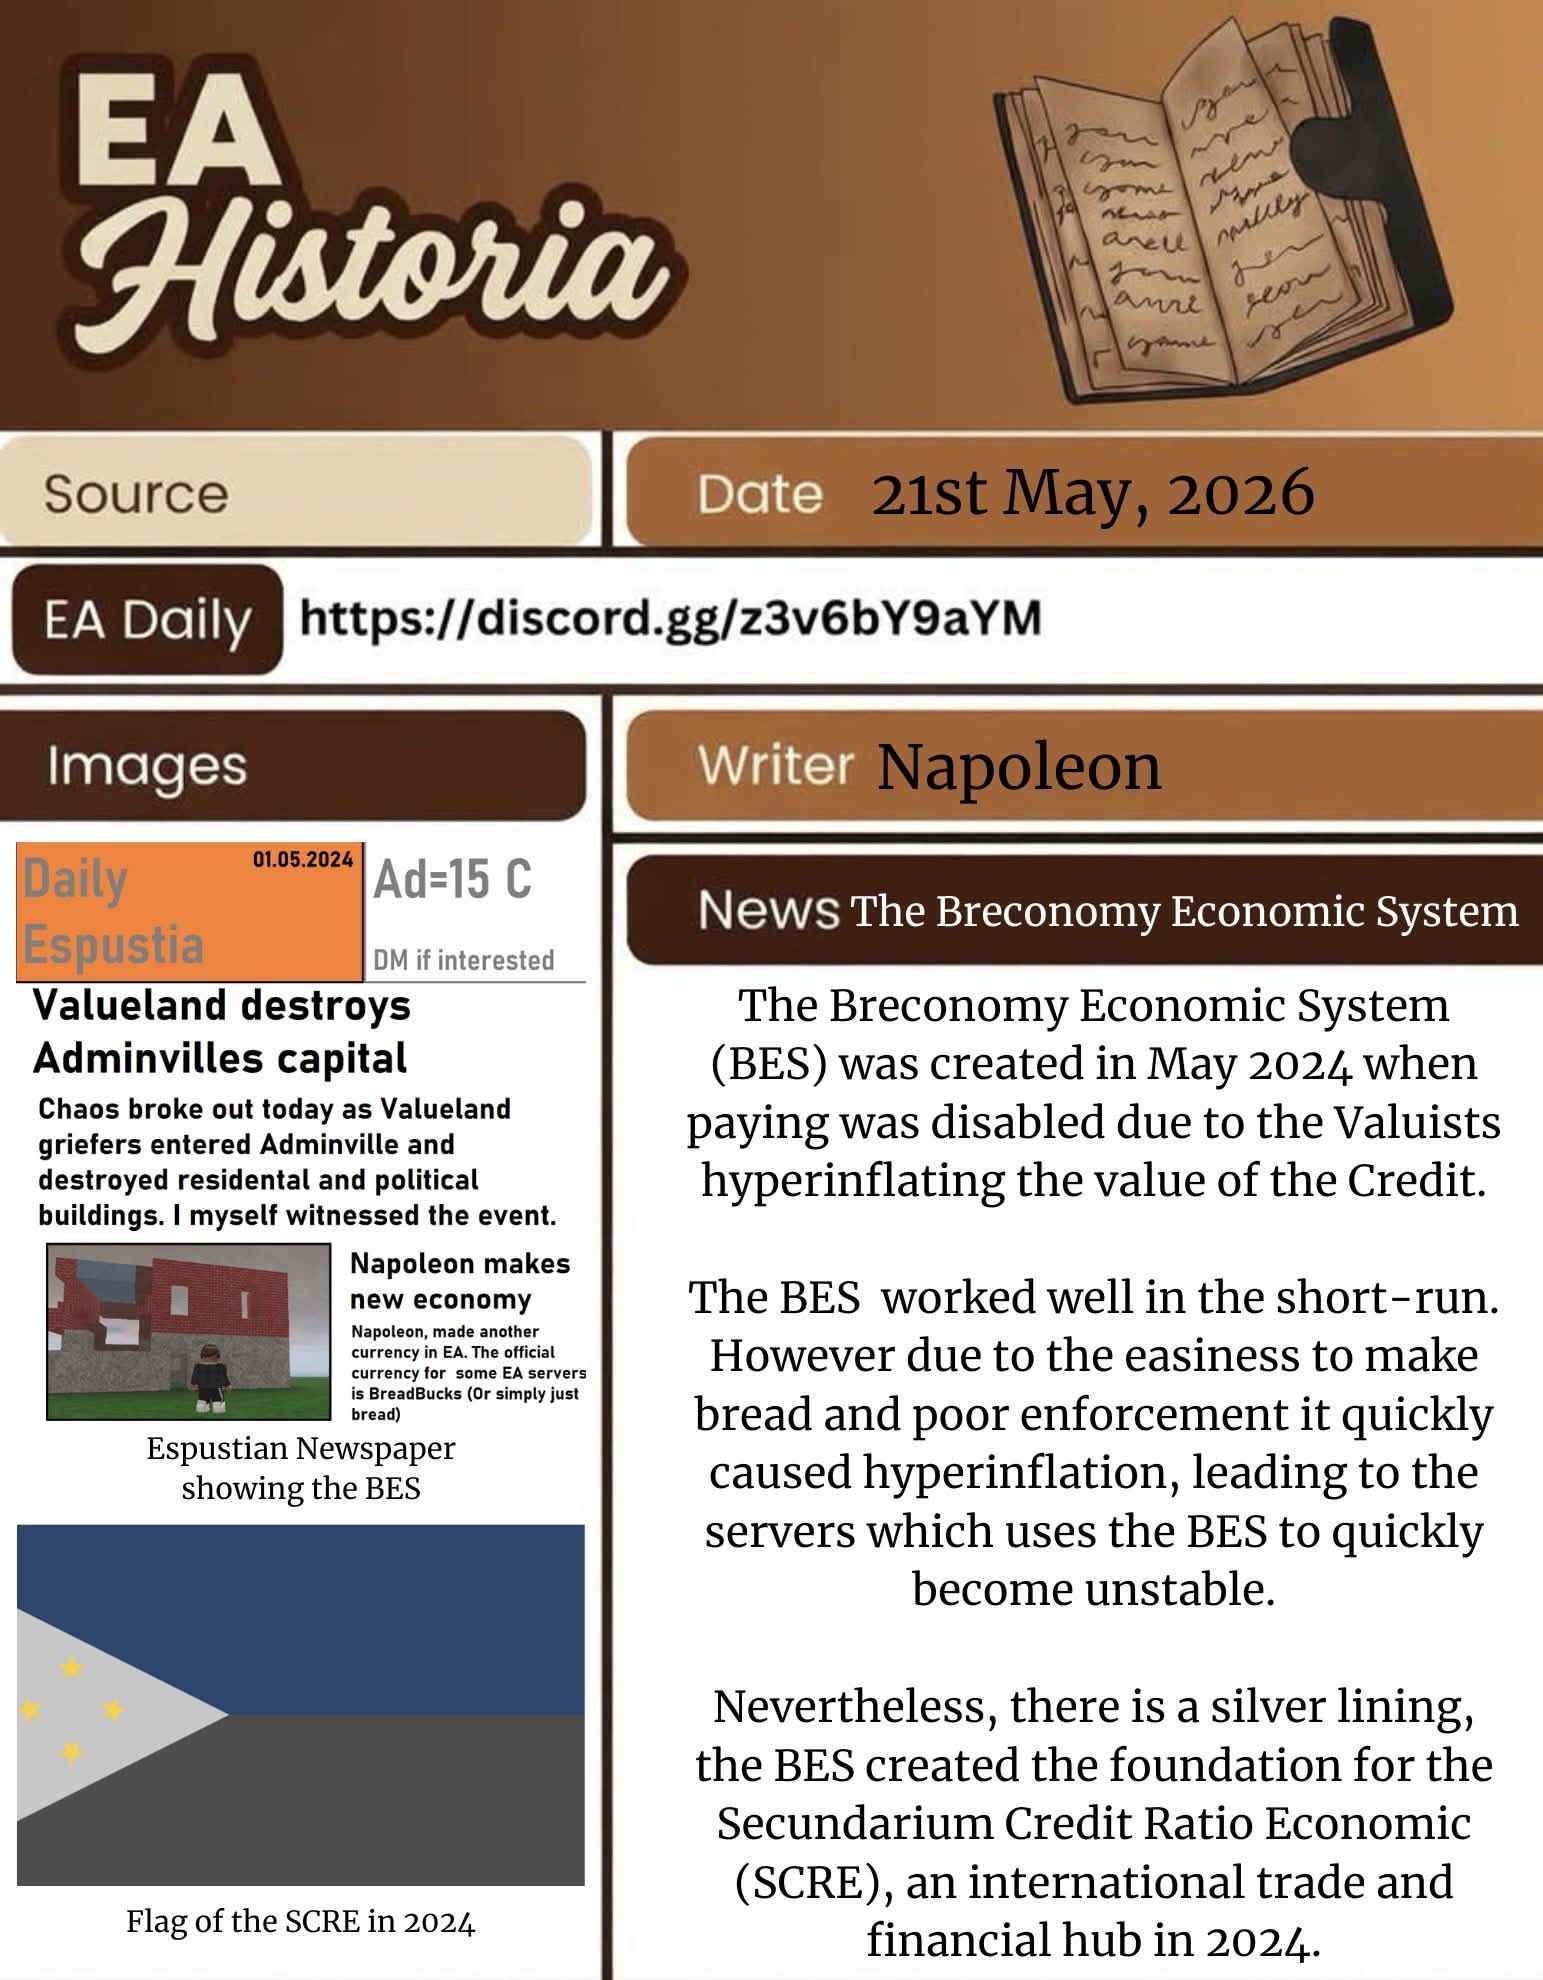 EA
Historia
Source
Date 21st May, 2026
EA Daily https://discord.gg/z3v6bY9aYM
Images
Writer Napoleon
Daily
Espustia
01.05.2024
Ad=15 C
DM if interested
Valueland destroys
Adminvilles capital
Chaos broke out today as Valueland
griefers entered Adminville and
destroyed residental and political
buildings. I myself witnessed the event.
Napoleon makes
new economy
Napoleon, made another
currency in EA. The official
currency for some EA servers
is BreadBucks (Or simply just
bread)
Espustian Newspaper
showing the BES
Flag of the SCRE in 2024
News The Breconomy Economic System
The Breconomy Economic System
(BES) was created in May 2024 when
paying was disabled due to the Valuists
hyperinflating the value of the Credit.
The BES worked well in the short-run.
However due to the easiness to make
bread and poor enforcement it quickly
caused hyperinflation, leading to the
servers which uses the BES to quickly
become unstable.
Nevertheless, there is a silver lining,
the BES created the foundation for the
Secundarium Credit Ratio Economic
(SCRE), an international trade and
financial hub in 2024.